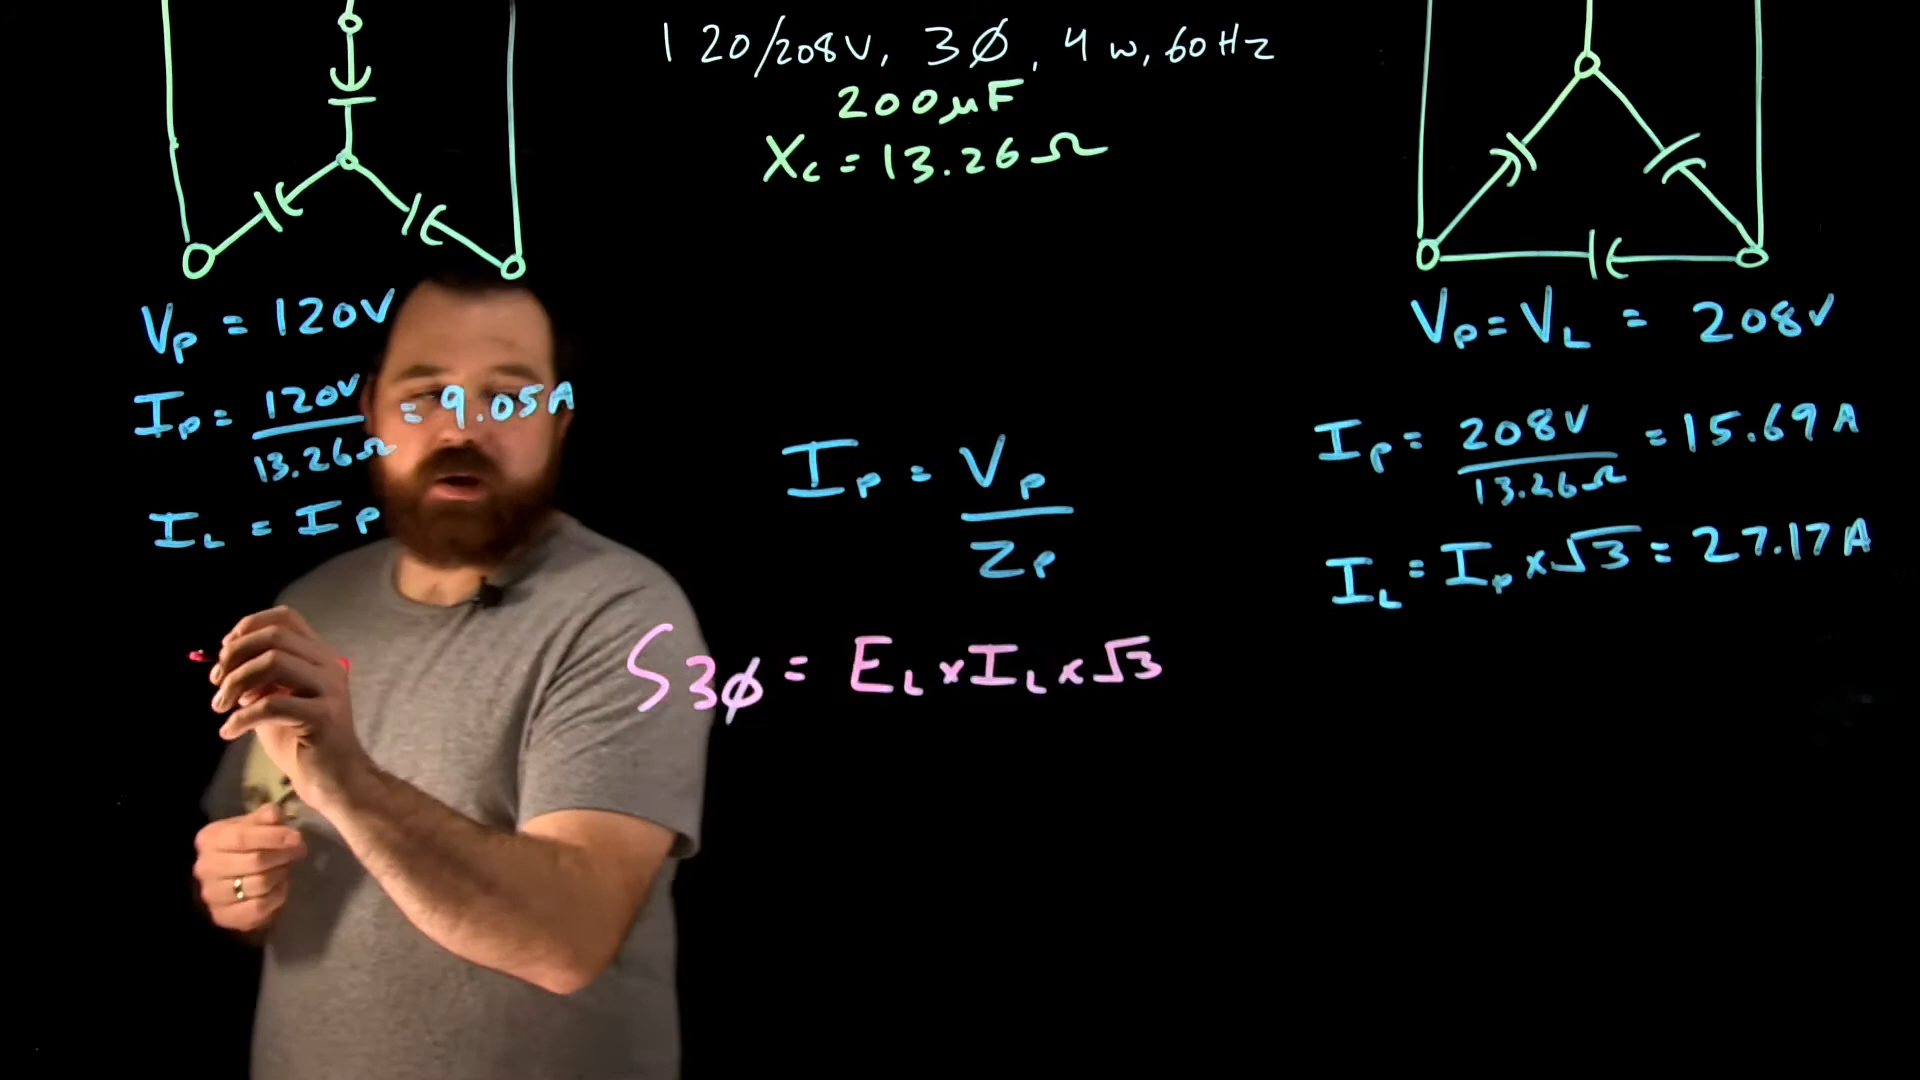 120/208V, 3Ø, 4w, 60Hz
200µF
Xc = 13.26Ω
Vp = 120V
Ip = 120V/13.26Ω = 9.05A
IL = Ip
Ip = Vp/Zp
S3ø = EL x IL x √3
Vp = VL = 208V
Ip = 208V/13.26Ω = 15.69A
IL = Ip x √3 = 27.17A